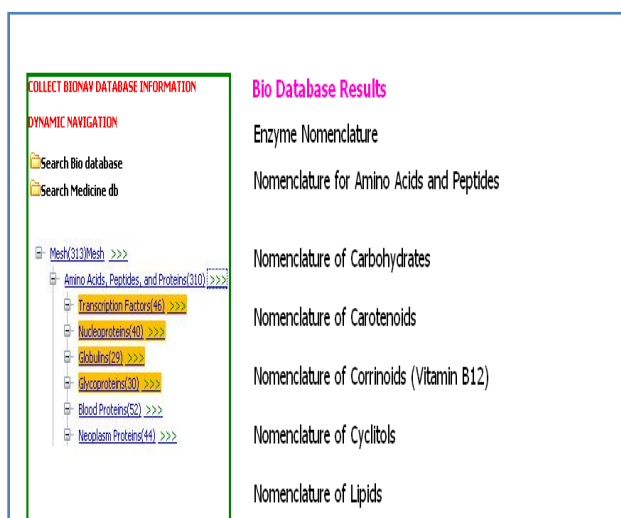 COLLECT BIONAV DATABASE INFORMATION
DYNAMIC NAVIGATION
Search Bio database
Search Medicine db
Mesh(313)Mesh >>>
Amino Acids, Peptides, and Proteins(310) >>>
Transcription Factors(46) >>>
Nucleoproteins(40) >>>
Globulins(29) >>>
Glycoproteins(30) >>>
Blood Proteins(52) >>>
Neoplasm Proteins(44) >>>
Bio Database Results
Enzyme Nomenclature
Nomenclature for Amino Acids and Peptides
Nomenclature of Carbohydrates
Nomenclature of Carotenoids
Nomenclature of Corrinoids (Vitamin B12)
Nomenclature of Cyclitols
Nomenclature of Lipids